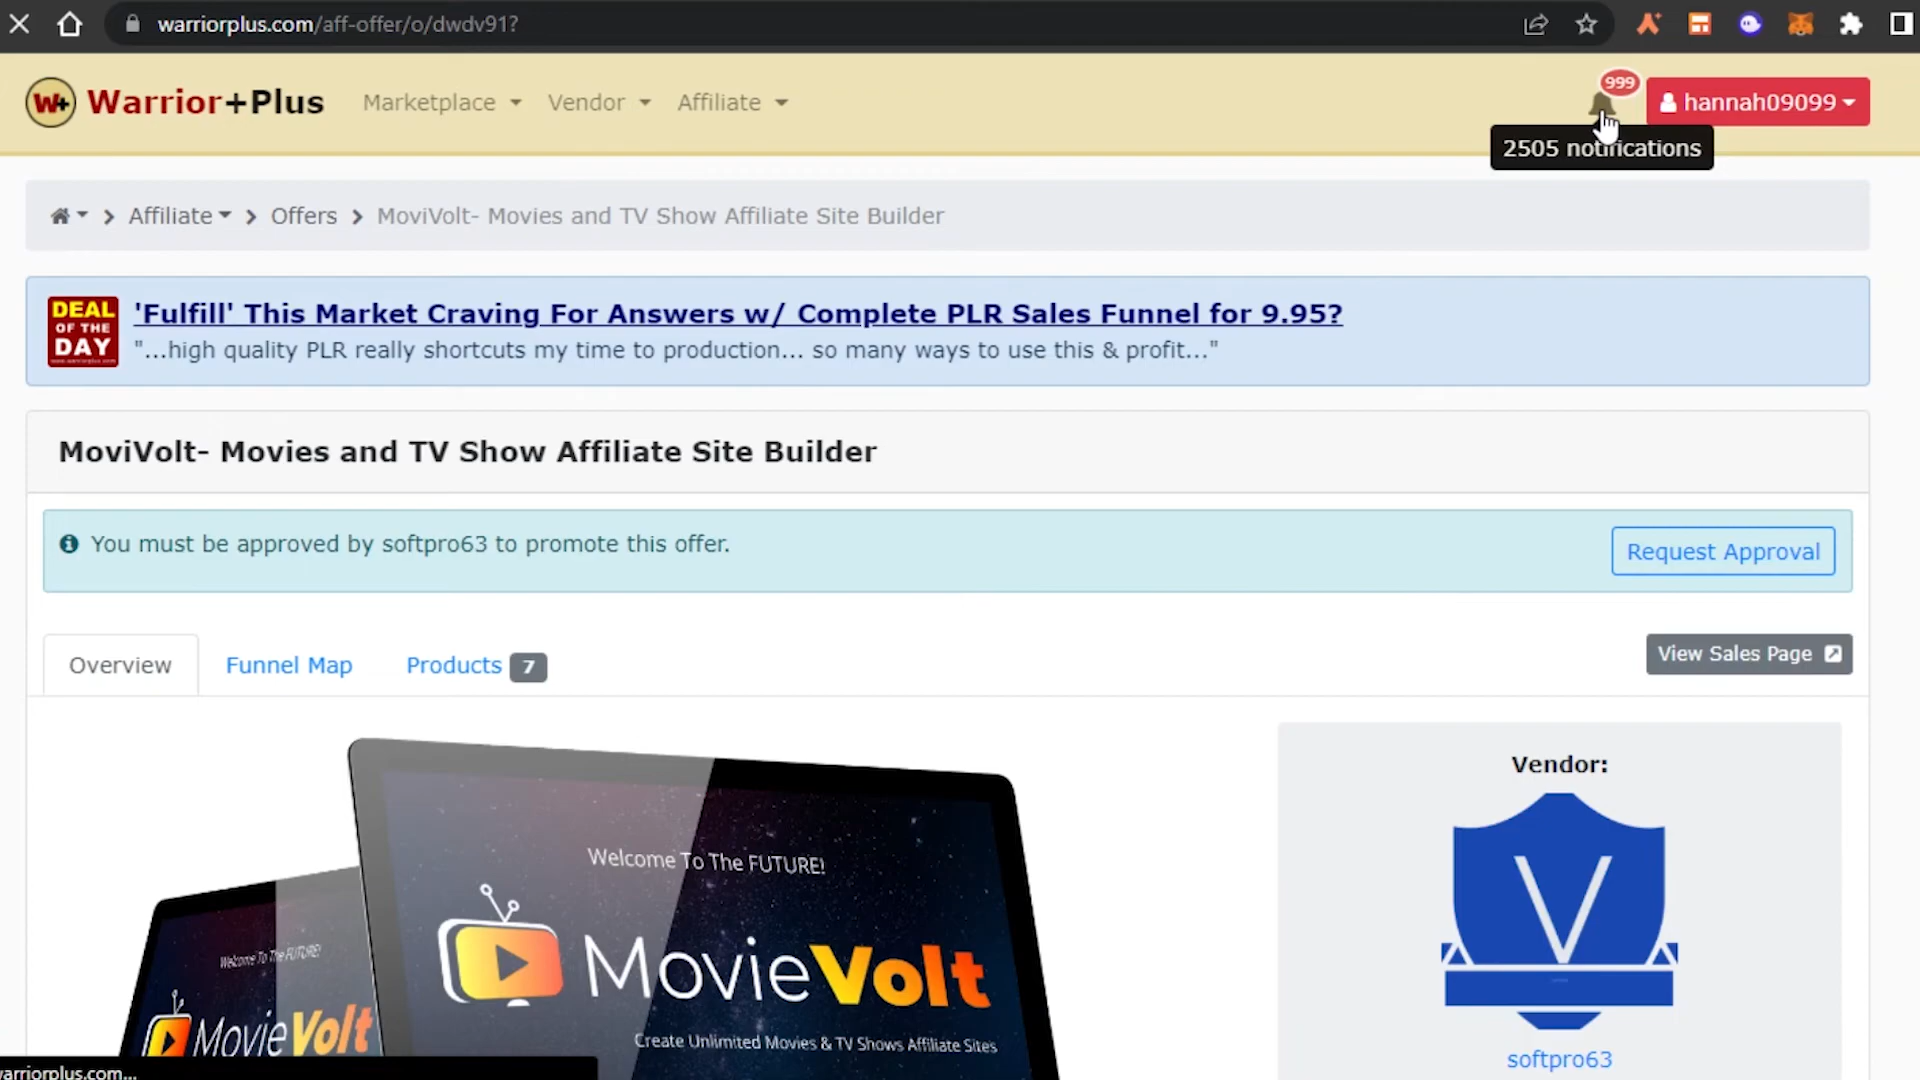 warriorplus.com/aff-offer/o/dwdv91?
W+ Warrior+Plus Marketplace Vendor Affiliate 999 hannah09099
2505 notifications
Affiliate Offers MoviVolt- Movies and TV Show Affiliate Site Builder
DEAL OF THE DAY
'Fulfill' This Market Craving For Answers w/ Complete PLR Sales Funnel for 9.95?
"...high quality PLR really shortcuts my time to production... so many ways to use this & profit..."
MoviVolt- Movies and TV Show Affiliate Site Builder
You must be approved by softpro63 to promote this offer. Request Approval
Overview Funnel Map Products 7 View Sales Page
Vendor:
V
Welcome To The FUTURE!
MovieVolt
Create Unlimited Movies & TV Shows Affiliate Sites
Welcome To The FUTURE!
MovieVolt
softpro63
warriorplus.com...